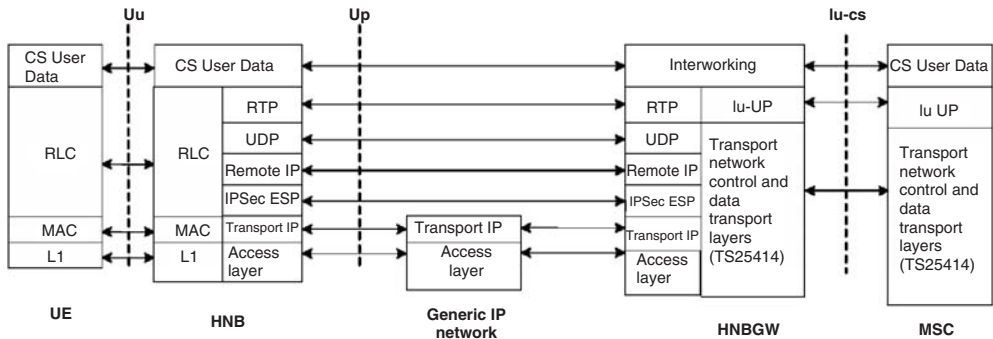 Uu
Up
Iu-cs
CS User
Data
CS User Data
Interworking
CS User Data
RLC
RLC
RTP
UDP
Remote IP
IPSec ESP
RTP
UDP
Remote IP
IPSec ESP
Iu-UP
Iu UP
Transport
network
control and
data
transport
layers
(TS25414)
Transport
network
control and
data
transport
layers
(TS25414)
MAC
MAC
Transport IP
Transport IP
Transport IP
L1
L1
Access
layer
Access
layer
Access
layer
UE
HNB
Generic IP
network
HNBGW
MSC